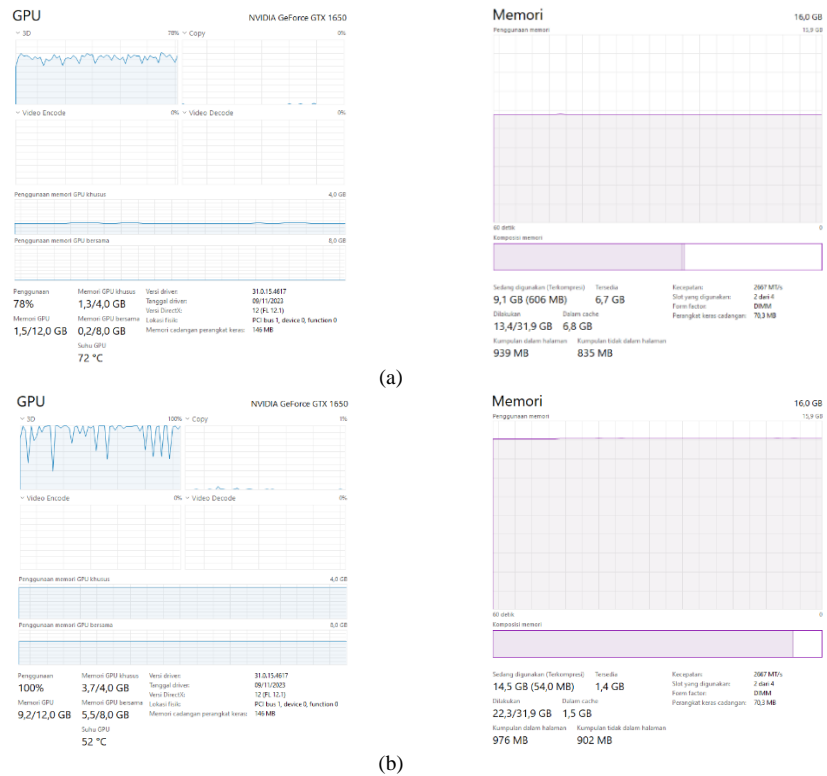 GPU NVIDIA GeForce GTX 1650
3D 78% Copy 0%
Video Encode 0% Video Decode 0%
Penggunaan memori GPU khusus 4,0 GB
Penggunaan memori GPU bersama 8,0 GB
Penggunaan Memori GPU khusus Versi driver: 31.0.15.4617
78% 1,3/4,0 GB Tanggal driver: 09/11/2023
Versi DirectX: 12 (FL 12.1)
Memori GPU Memori GPU bersama Lokasi fisik: PCI bus 1, device 0, function 0
1,5/12,0 GB 0,2/8,0 GB Memori cadangan perangkat keras: 146 MB
Suhu GPU
72 °C
Memori 16,0 GB
Penggunaan memori 15,9 GB
60 detik 0
Komposisi memori
Sedang digunakan (Terkompresi) Tersedia Kecepatan: 2667 MT/s
9,1 GB (606 MB) 6,7 GB Slot yang digunakan: 2 dari 4
Form factor: DIMM
Dilakukan Dalam cache Perangkat keras cadangan: 70,3 MB
13,4/31,9 GB 6,8 GB
Kumpulan dalam halaman Kumpulan tidak dalam halaman
939 MB 835 MB
(a)
GPU NVIDIA GeForce GTX 1650
3D 100% Copy 1%
Video Encode 0% Video Decode 0%
Penggunaan memori GPU khusus 4,0 GB
Penggunaan memori GPU bersama 8,0 GB
Penggunaan Memori GPU khusus Versi driver: 31.0.15.4617
100% 3,7/4,0 GB Tanggal driver: 09/11/2023
Versi DirectX: 12 (FL 12.1)
Memori GPU Memori GPU bersama Lokasi fisik: PCI bus 1, device 0, function 0
9,2/12,0 GB 5,5/8,0 GB Memori cadangan perangkat keras: 146 MB
Suhu GPU
52 °C
Memori 16,0 GB
Penggunaan memori 15,9 GB
60 detik 0
Komposisi memori
Sedang digunakan (Terkompresi) Tersedia Kecepatan: 2667 MT/s
14,5 GB (54,0 MB) 1,4 GB Slot yang digunakan: 2 dari 4
Form factor: DIMM
Dilakukan Dalam cache Perangkat keras cadangan: 70,3 MB
22,3/31,9 GB 1,5 GB
Kumpulan dalam halaman Kumpulan tidak dalam halaman
976 MB 902 MB
(b)